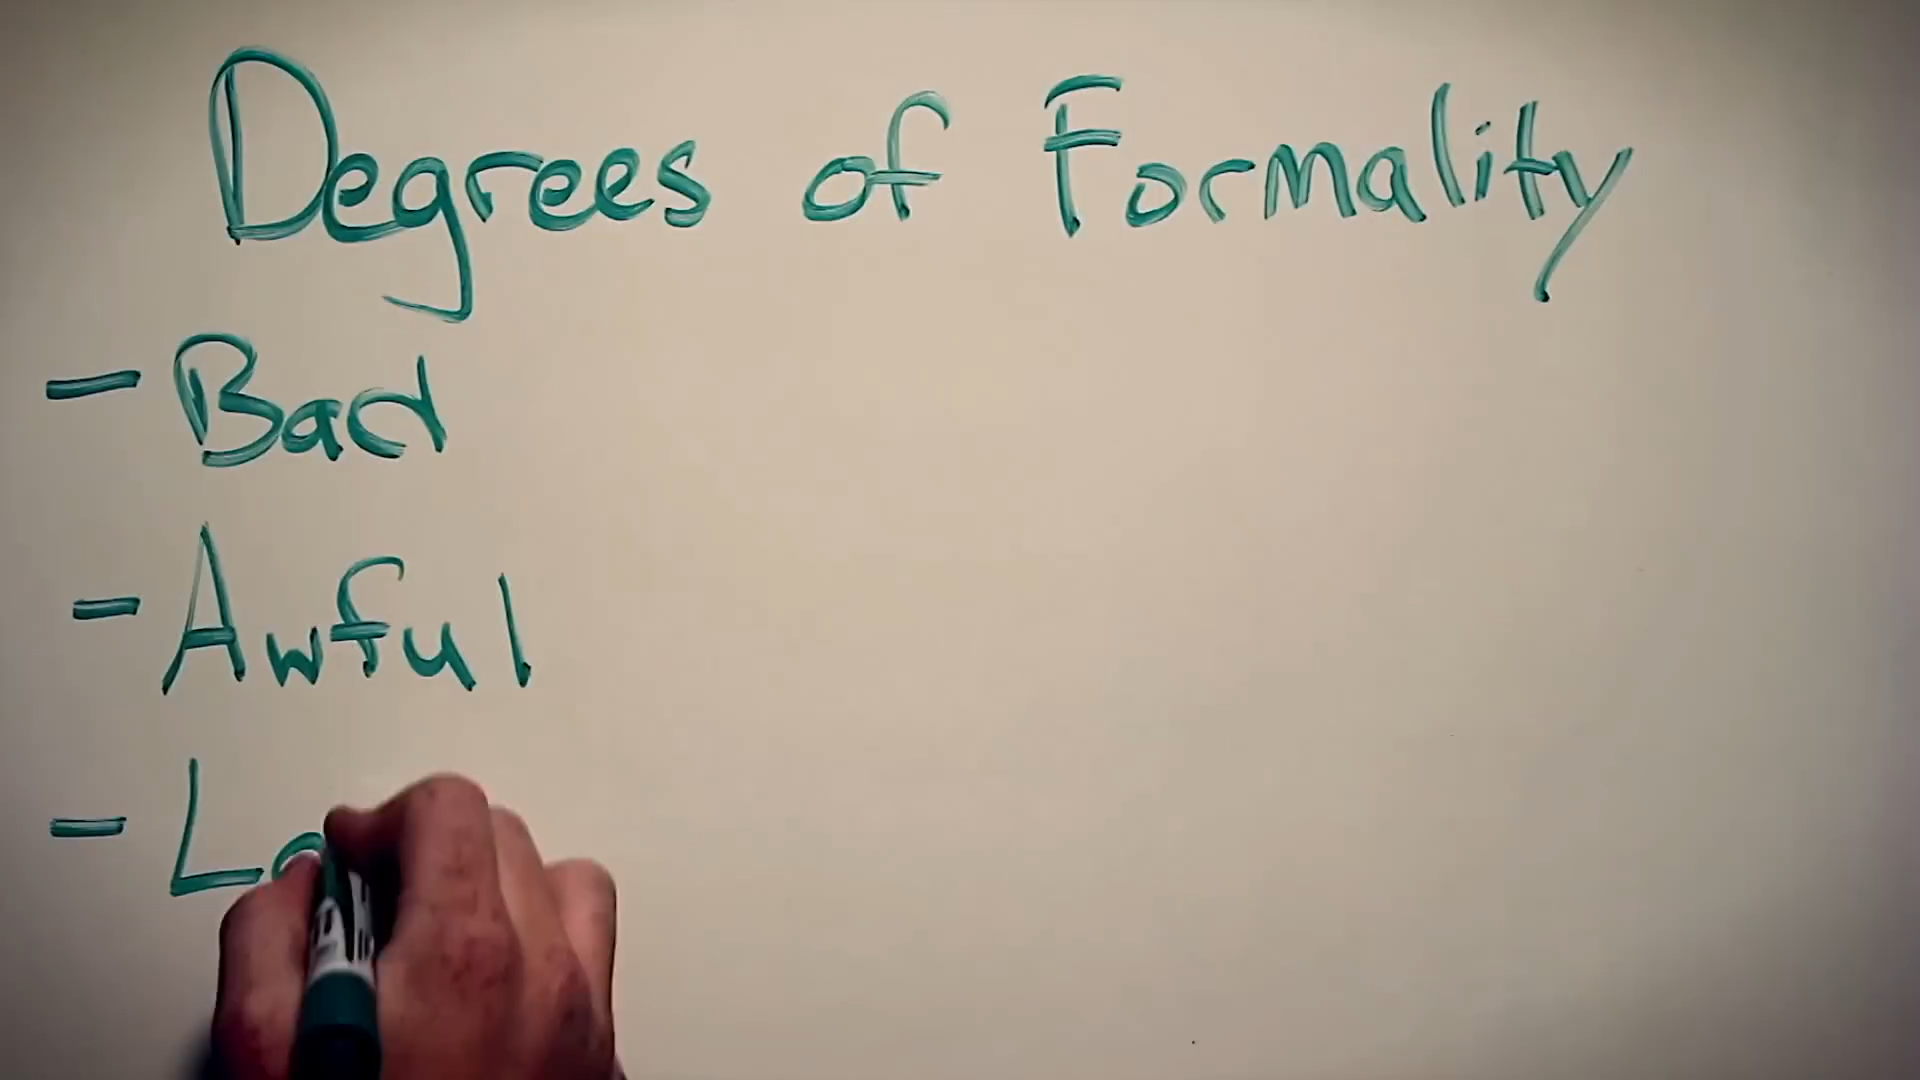 Degrees of Formality
- Bad
- Awful